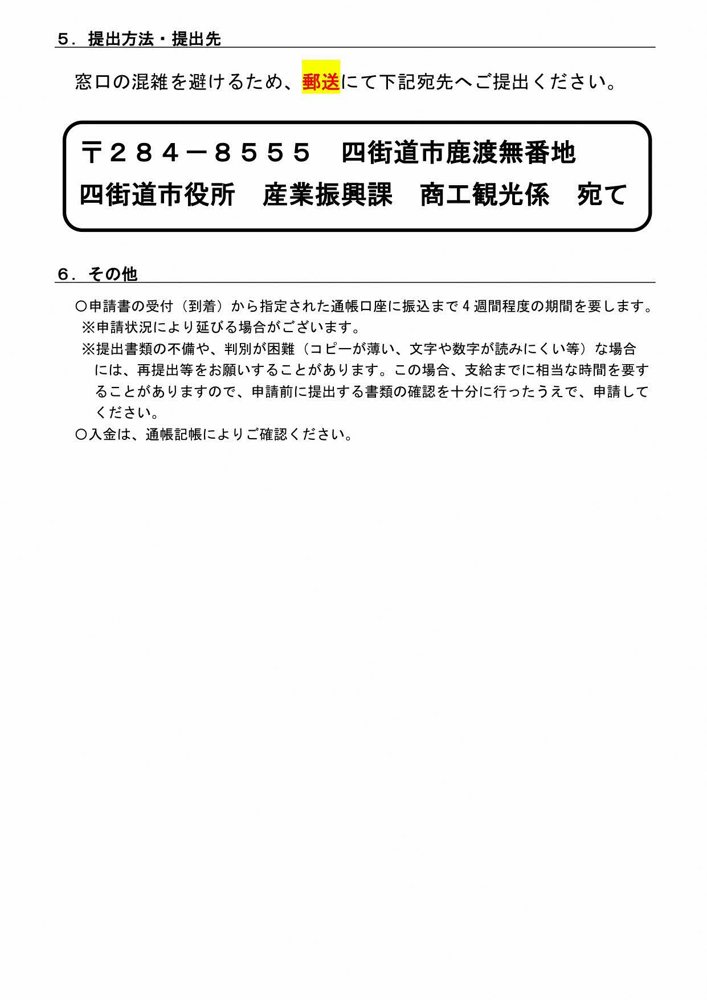 ５．提出方法・提出先
窓口の混雑を避けるため、郵送にて下記宛先へご提出ください。
〒２８４－８５５５　四街道市鹿渡無番地
四街道市役所　産業振興課　商工観光係　宛て
６．その他
○申請書の受付（到着）から指定された通帳口座に振込まで４週間程度の期間を要します。
※申請状況により延びる場合がございます。
※提出書類の不備や、判別が困難（コピーが薄い、文字や数字が読みにくい等）な場合
には、再提出等をお願いすることがあります。この場合、支給までに相当な時間を要す
ることがありますので、申請前に提出する書類の確認を十分に行ったうえで、申請して
ください。
○入金は、通帳記帳によりご確認ください。